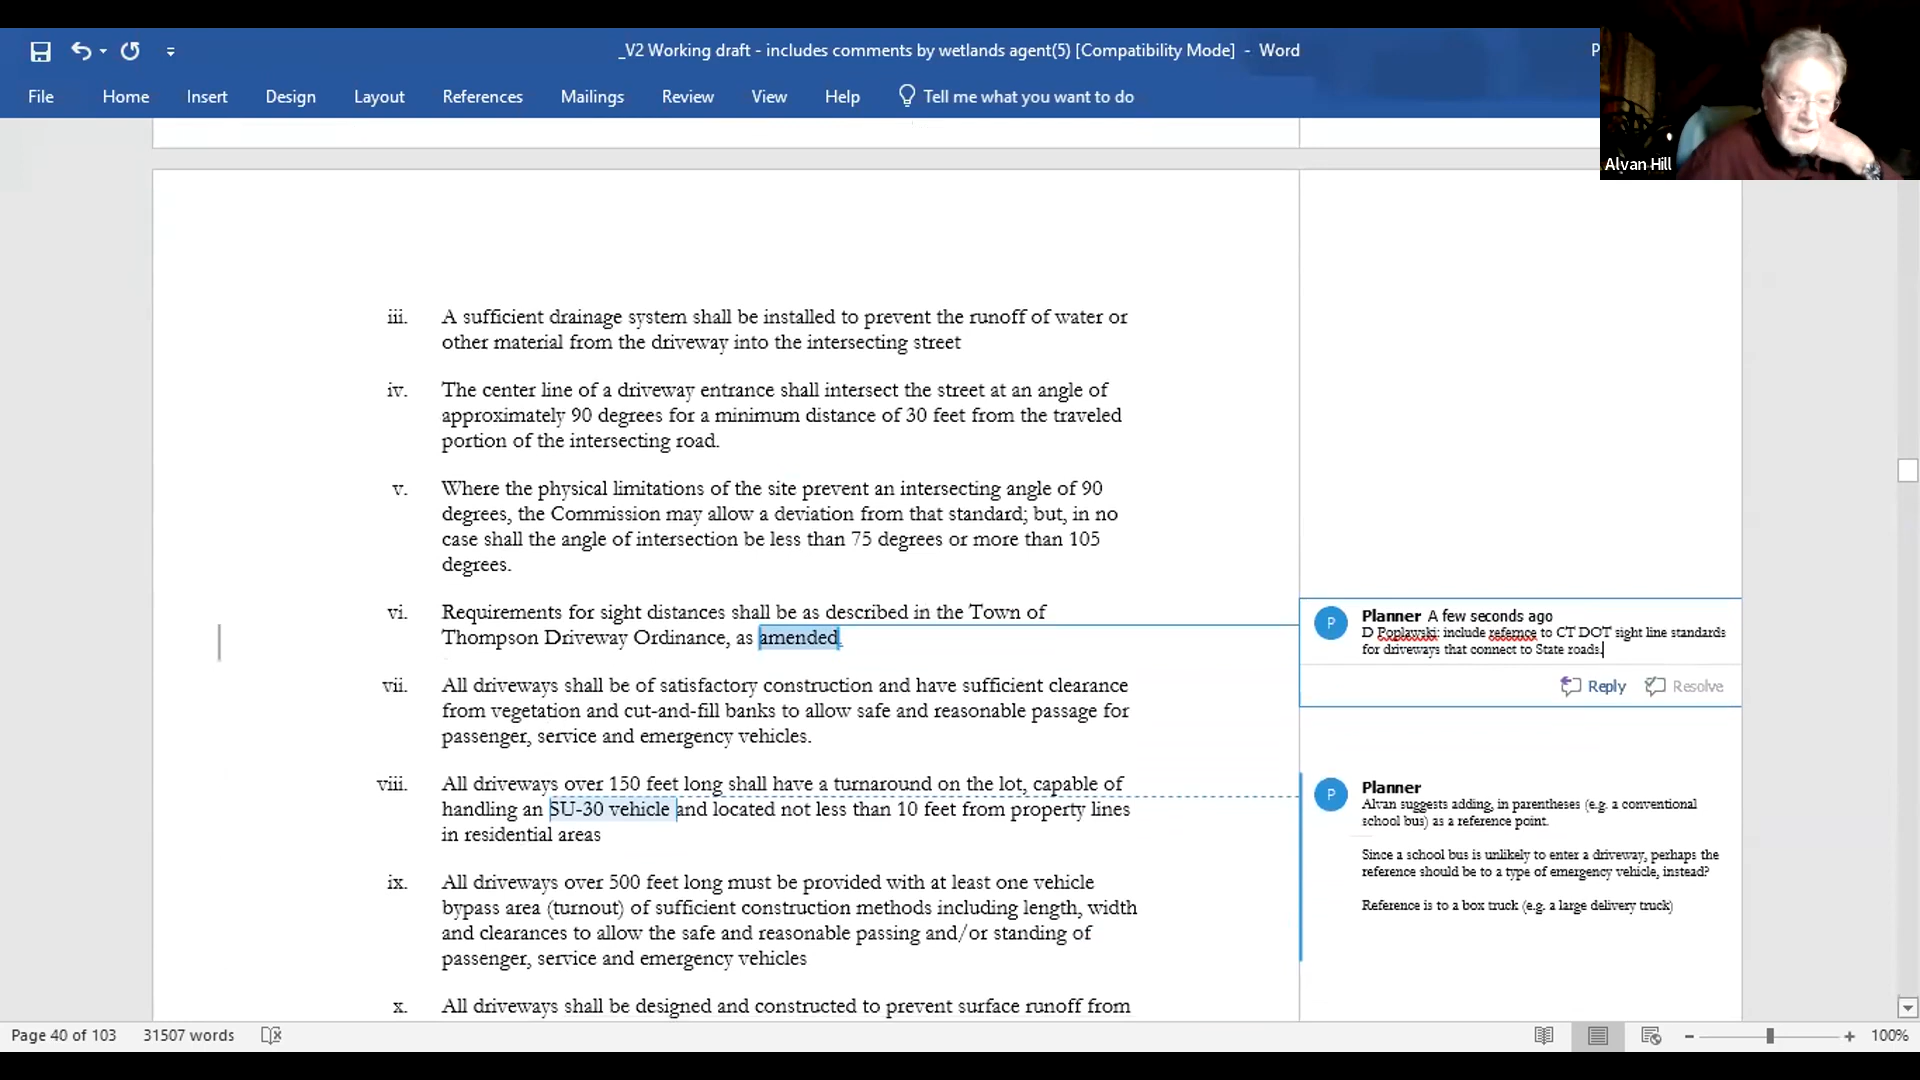 _V2 Working draft - includes comments by wetlands agent(5) [Compatibility Mode] - Word
P
File Home Insert Design Layout References Mailings Review View Help Tell me what you want to do
Alvan Hill
iii. A sufficient drainage system shall be installed to prevent the runoff of water or
other material from the driveway into the intersecting street
iv. The center line of a driveway entrance shall intersect the street at an angle of
approximately 90 degrees for a minimum distance of 30 feet from the traveled
portion of the intersecting road.
v. Where the physical limitations of the site prevent an intersecting angle of 90
degrees, the Commission may allow a deviation from that standard; but, in no
case shall the angle of intersection be less than 75 degrees or more than 105
degrees.
vi. Requirements for sight distances shall be as described in the Town of
Thompson Driveway Ordinance, as amended.
vii. All driveways shall be of satisfactory construction and have sufficient clearance
from vegetation and cut-and-fill banks to allow safe and reasonable passage for
passenger, service and emergency vehicles.
viii. All driveways over 150 feet long shall have a turnaround on the lot, capable of
handling an SU-30 vehicle and located not less than 10 feet from property lines
in residential areas
ix. All driveways over 500 feet long must be provided with at least one vehicle
bypass area (turnout) of sufficient construction methods including length, width
and clearances to allow the safe and reasonable passing and/or standing of
passenger, service and emergency vehicles
x. All driveways shall be designed and constructed to prevent surface runoff from
P
Planner A few seconds ago
D Poplawski: include refernce to CT DOT sight line standards
for driveways that connect to State roads.
Reply Resolve
P
Planner
Alvan suggests adding, in parentheses (e.g. a conventional
school bus) as a reference point.
Since a school bus is unlikely to enter a driveway, perhaps the
reference should be to a type of emergency vehicle, instead?
Reference is to a box truck (e.g. a large delivery truck)
Page 40 of 103 31507 words 100%